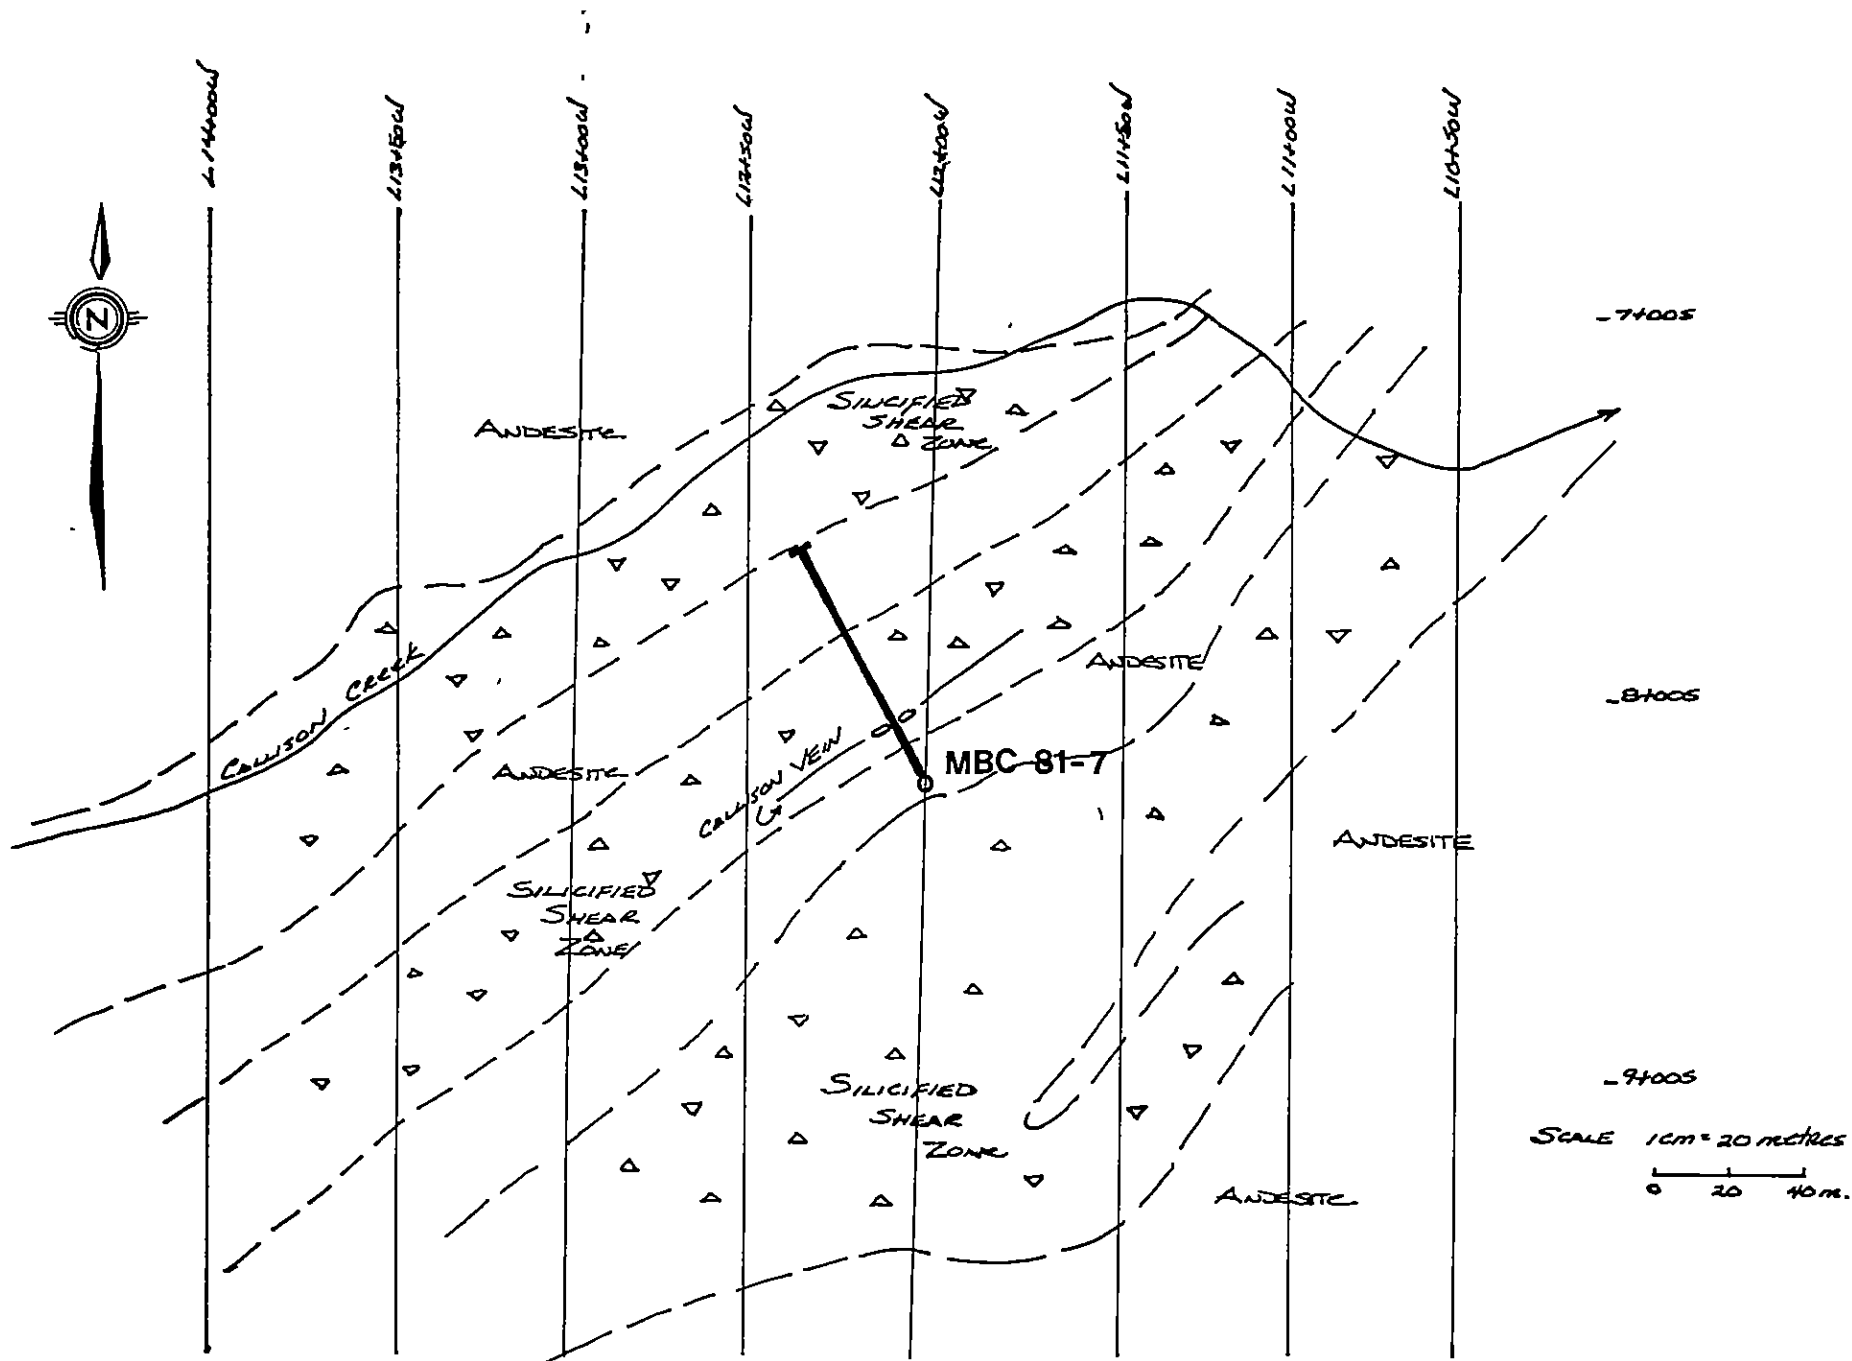 L14+00W
L13+50W
L13+00W
L12+50W
L12+00W
L11+50W
L11+00W
L10+50W
N
-7+00S
SILICIFIED
SHEAR
ZONE
ANDESITE
CALLISON CREEK
ANDESITE
-8+00S
CALLISON VEIN
MBC 81-7
ANDESITE
ANDESITE
SILICIFIED
SHEAR
ZONE
-9+00S
SILICIFIED
SHEAR
ZONE
SCALE 1cm = 20 metres
0 20 40 m.
ANDESITE